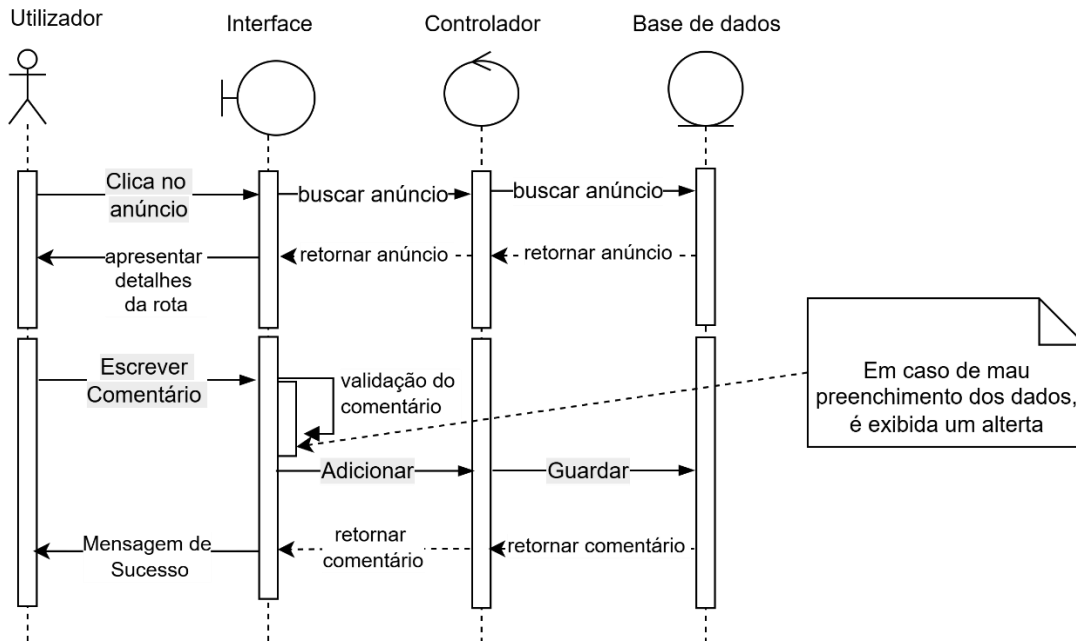 Utilizador
Interface
Controlador
Base de dados
Clica no
anúncio
buscar anúncio
buscar anúncio
apresentar
detalhes
da rota
retornar anúncio
retornar anúncio
Escrever
Comentário
validação do
comentário
Em caso de mau
preenchimento dos dados,
é exibida um alterta
Adicionar
Guardar
Mensagem de
Sucesso
retornar
comentário
retornar comentário